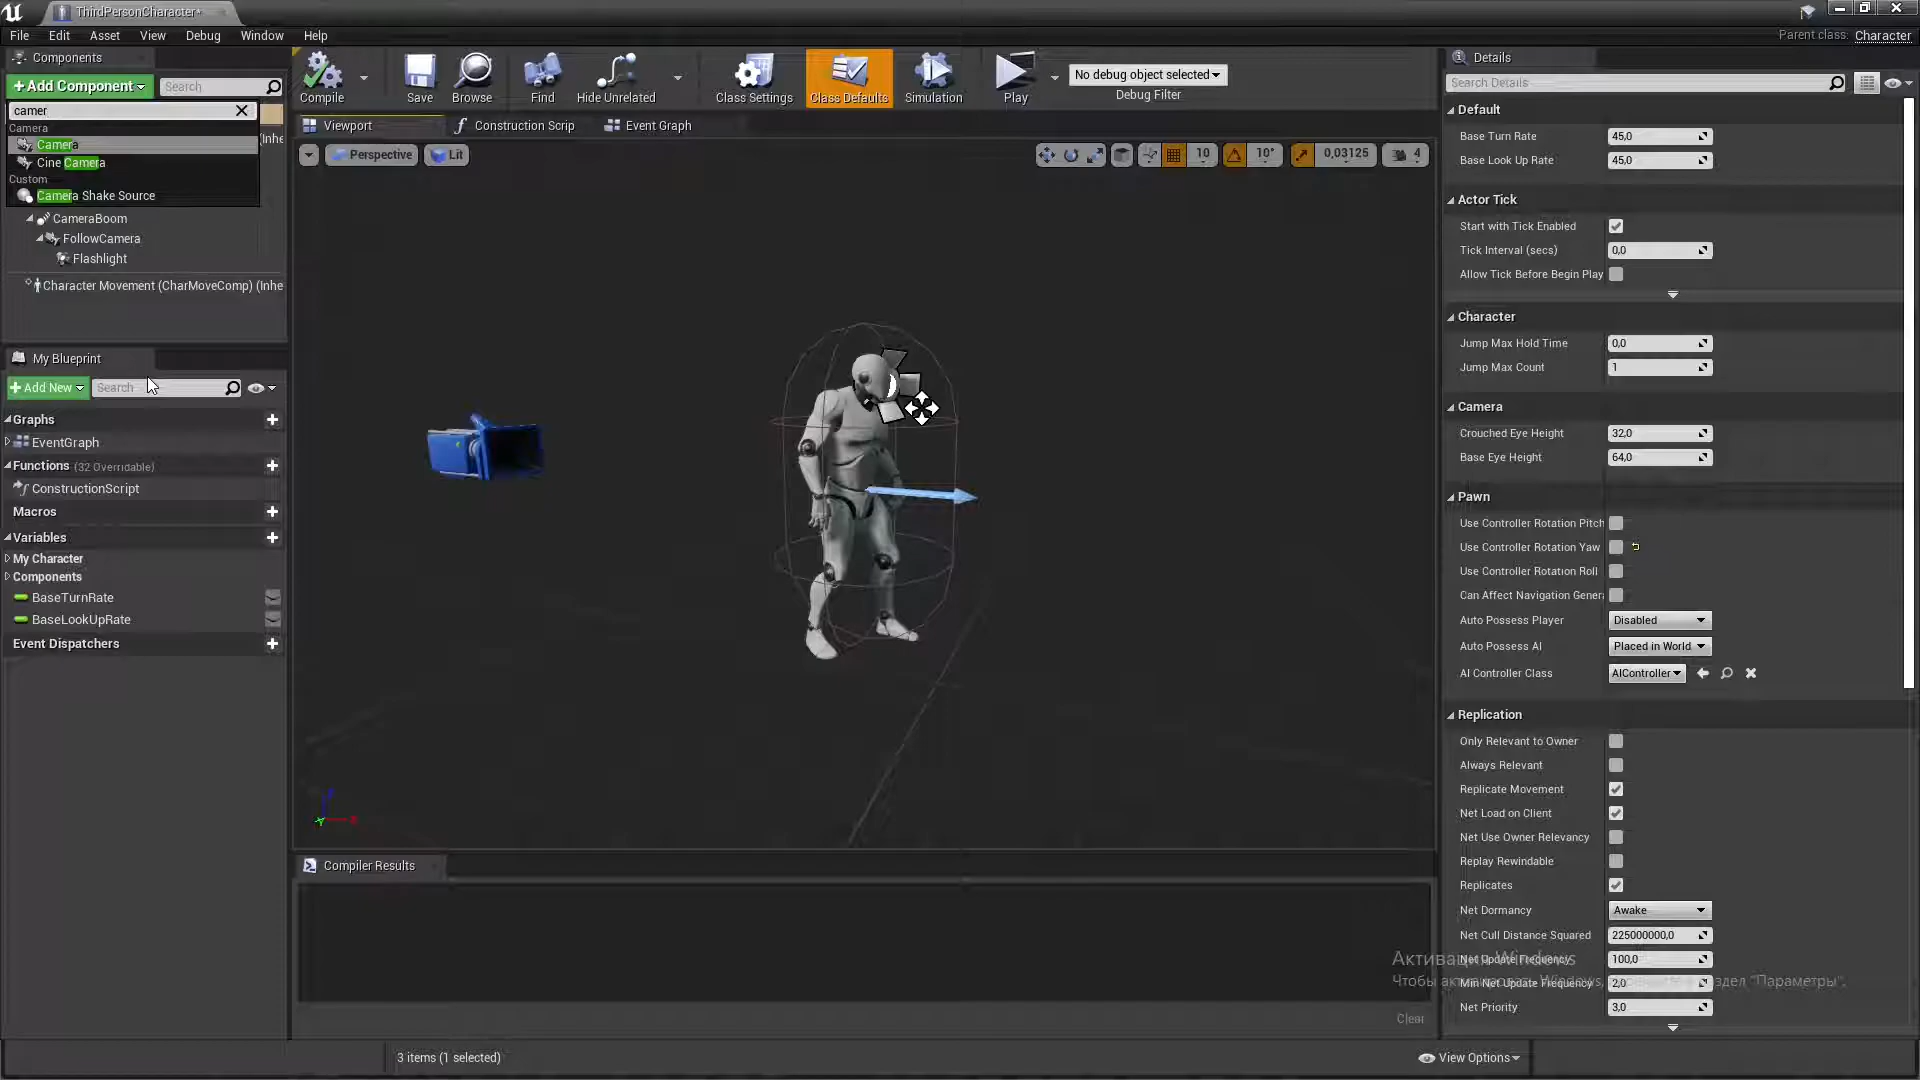 ThirdPersonCharacter*
File Edit Asset View Debug Window Help
Parent class: Character
Components
+ Add Component
Search
camer
Camera
Camera
Cine Camera
Custom
Camera Shake Source
(Inhe
CameraBoom
FollowCamera
Flashlight
Character Movement (CharMoveComp) (Inhe
My Blueprint
+ Add New
Search
Graphs
EventGraph
Functions (32 Overridable)
ConstructionScript
Macros
Variables
My Character
Components
BaseTurnRate
BaseLookUpRate
Event Dispatchers
Compile
Save
Browse
Find
Hide Unrelated
Class Settings
Class Defaults
Simulation
Play
No debug object selected
Debug Filter
Viewport
Construction Scrip
Event Graph
Perspective
Lit
10
10°
0,03125
4
Compiler Results
Clear
3 items (1 selected)
View Options
Details
Search Details
Default
Base Turn Rate 45,0
Base Look Up Rate 45,0
Actor Tick
Start with Tick Enabled
Tick Interval (secs) 0,0
Allow Tick Before Begin Play
Character
Jump Max Hold Time 0,0
Jump Max Count 1
Camera
Crouched Eye Height 32,0
Base Eye Height 64,0
Pawn
Use Controller Rotation Pitch
Use Controller Rotation Yaw
Use Controller Rotation Roll
Can Affect Navigation Genera
Auto Possess Player Disabled
Auto Possess AI Placed in World
AI Controller Class AIController
Replication
Only Relevant to Owner
Always Relevant
Replicate Movement
Net Load on Client
Net Use Owner Relevancy
Replay Rewindable
Replicates
Net Dormancy Awake
Net Cull Distance Squared 225000000,0
Net Update Frequency 100,0
Min Net Update Frequency 2,0
Net Priority 3,0
Активация Windows
Чтобы активировать Windows, раздел "Параметры".